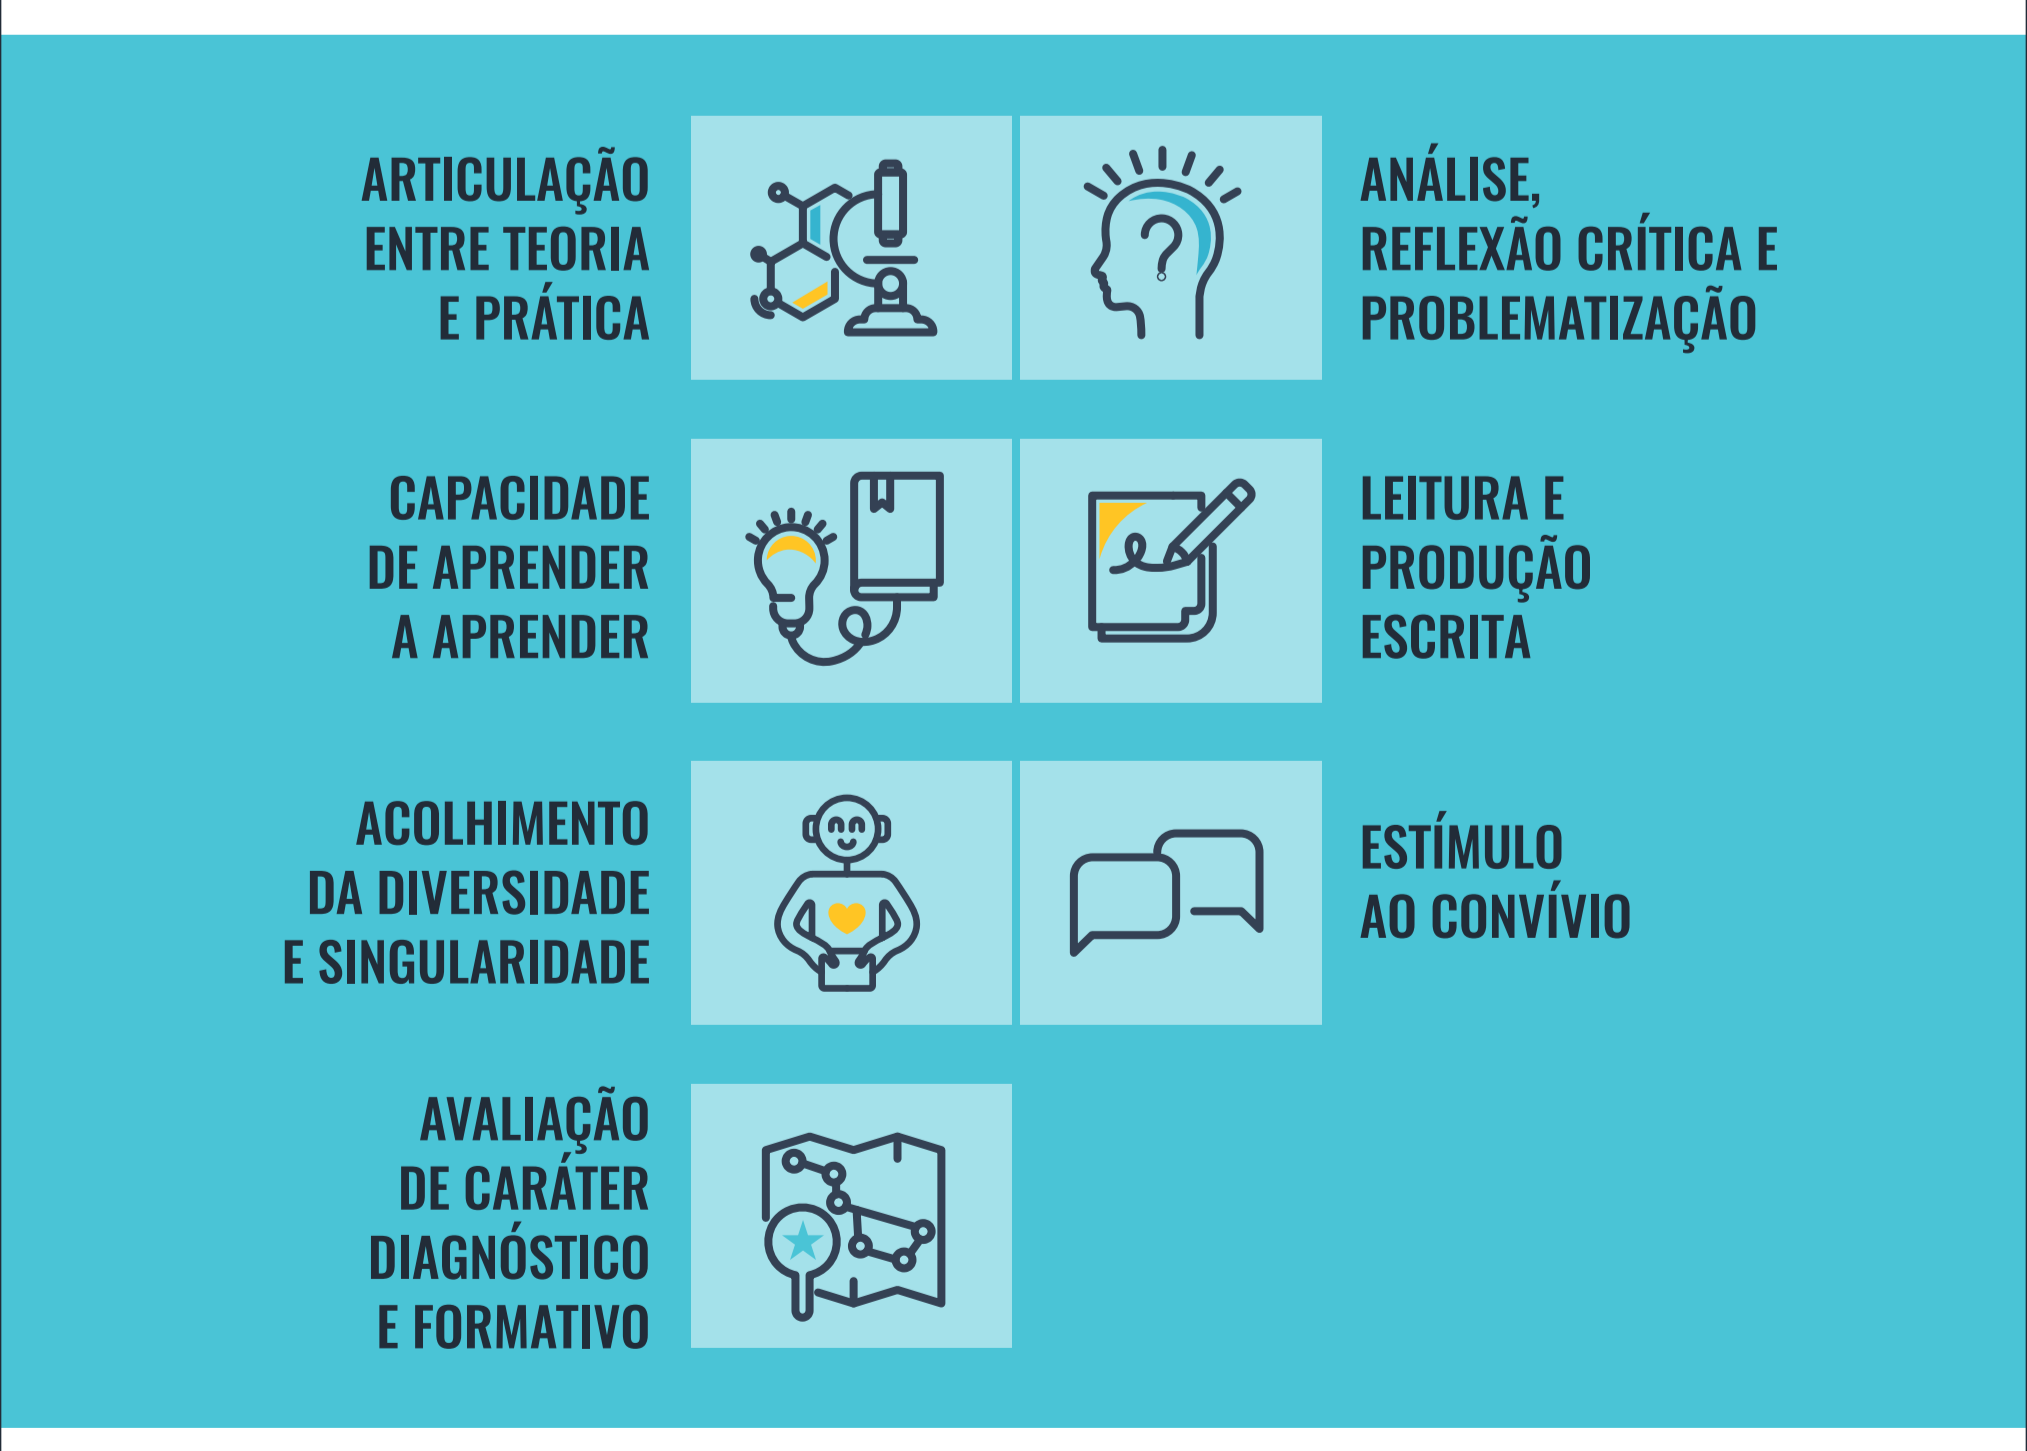 ARTICULAÇÃO
ENTRE TEORIA
E PRÁTICA
ANÁLISE,
REFLEXÃO CRÍTICA E
PROBLEMATIZAÇÃO
CAPACIDADE
DE APRENDER
A APRENDER
LEITURA E
PRODUÇÃO
ESCRITA
ACOLHIMENTO
DA DIVERSIDADE
E SINGULARIDADE
ESTÍMULO
AO CONVÍVIO
AVALIAÇÃO
DE CARÁTER
DIAGNÓSTICO
E FORMATIVO